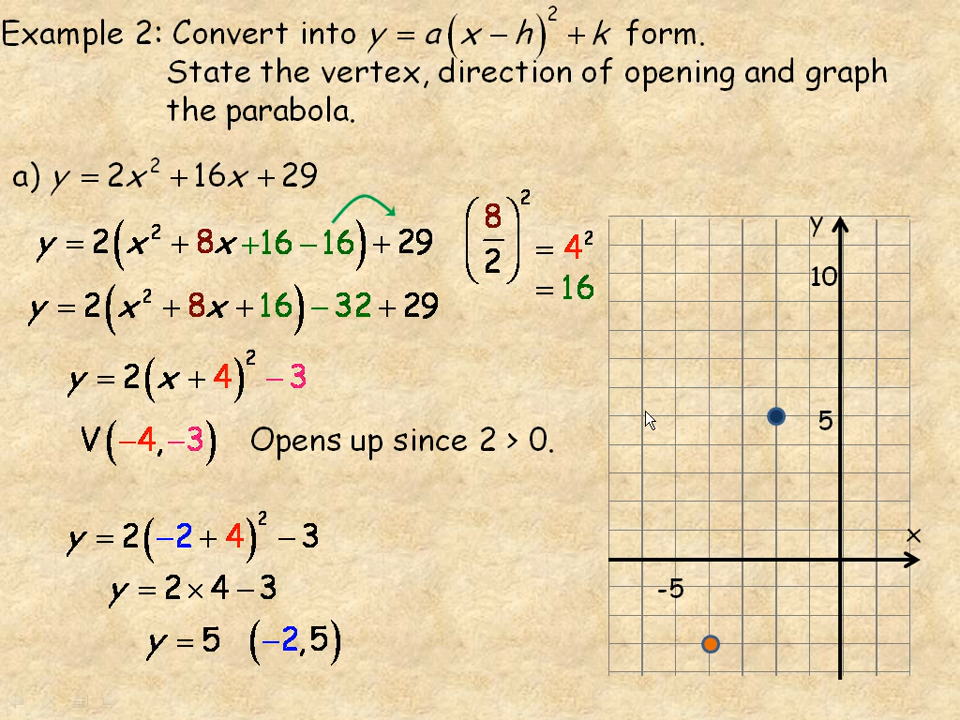 Example 2: Convert into y = a(x − h)² + k form.
State the vertex, direction of opening and graph
the parabola.
a) y = 2x² + 16x + 29
y = 2(x² + 8x + 16 − 16) + 29
(8/2)² = 4²
= 16
y = 2(x² + 8x + 16) − 32 + 29
y = 2(x + 4)² − 3
V(−4, −3) Opens up since 2 > 0.
y = 2(−2 + 4)² − 3
y = 2 × 4 − 3
y = 5 (−2, 5)
y
10
5
x
-5